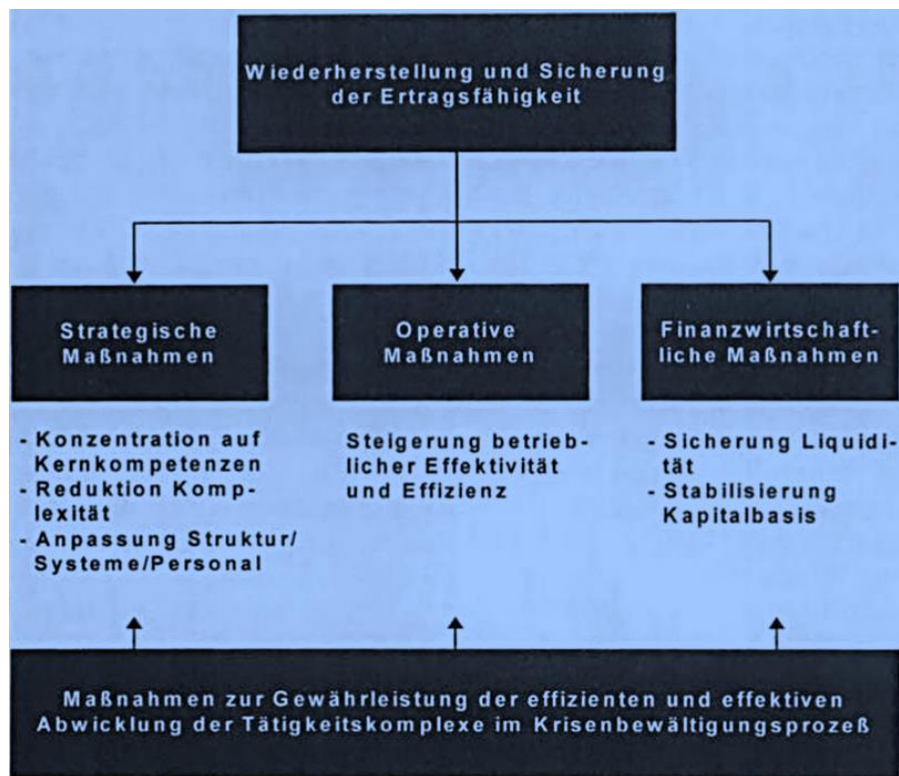 Wiederherstellung und Sicherung
der Ertragsfähigkeit
Strategische
Maßnahmen
Operative
Maßnahmen
Finanzwirtschaft-
liche Maßnahmen
- Konzentration auf
Kernkompetenzen
- Reduktion Komp-
lexität
- Anpassung Struktur/
Systeme/Personal
Steigerung betrieb-
licher Effektivität
und Effizienz
- Sicherung Liquidi-
tät
- Stabilisierung
Kapitalbasis
Maßnahmen zur Gewährleistung der effizienten und effektiven
Abwicklung der Tätigkeitskomplexe im Krisenbewältigungsprozeß